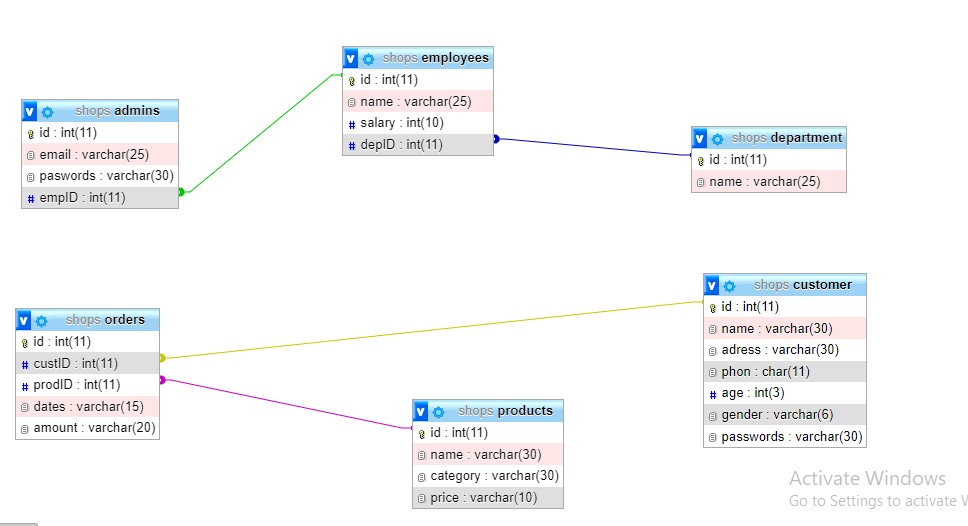 shops employees
id : int(11)
name : varchar(25)
salary : int(10)
depID : int(11)
shops admins
id : int(11)
email : varchar(25)
paswords : varchar(30)
empID : int(11)
shops department
id : int(11)
name : varchar(25)
shops customer
id : int(11)
name : varchar(30)
adress : varchar(30)
phon : char(11)
age : int(3)
gender : varchar(6)
passwords : varchar(30)
shops orders
id : int(11)
custID : int(11)
prodID : int(11)
dates : varchar(15)
amount : varchar(20)
shops products
id : int(11)
name : varchar(30)
category : varchar(30)
price : varchar(10)
Activate Windows
Go to Settings to activate W